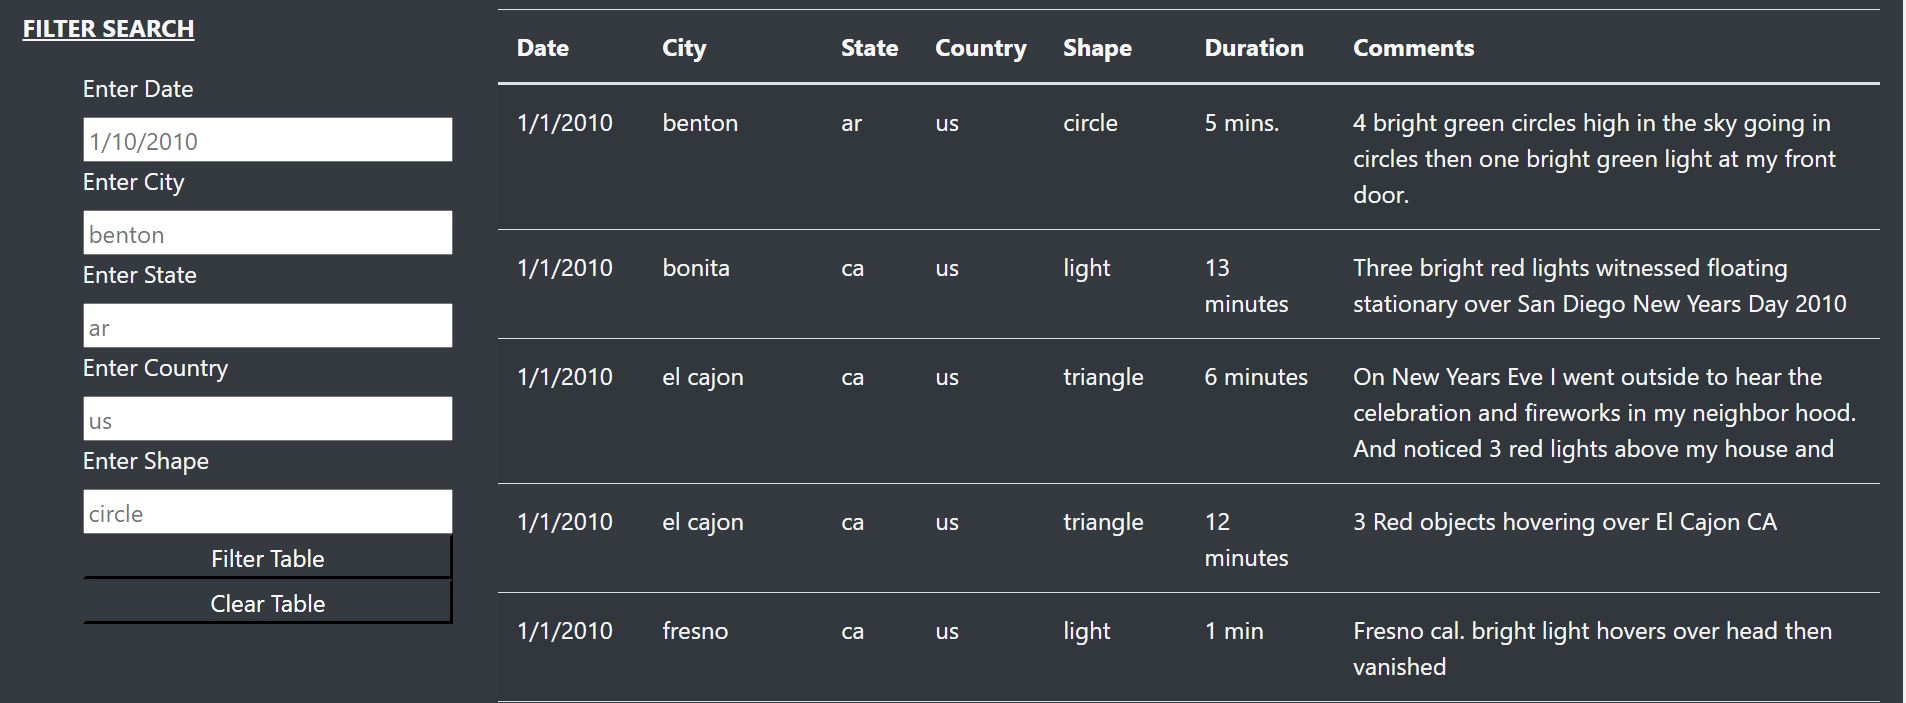 FILTER SEARCH
Enter Date
1/10/2010
Enter City
benton
Enter State
ar
Enter Country
us
Enter Shape
circle
Filter Table
Clear Table
Date City State Country Shape Duration Comments
1/1/2010 benton ar us circle 5 mins. 4 bright green circles high in the sky going in
circles then one bright green light at my front
door.
1/1/2010 bonita ca us light 13 Three bright red lights witnessed floating
minutes stationary over San Diego New Years Day 2010
1/1/2010 el cajon ca us triangle 6 minutes On New Years Eve I went outside to hear the
celebration and fireworks in my neighbor hood.
And noticed 3 red lights above my house and
1/1/2010 el cajon ca us triangle 12 3 Red objects hovering over El Cajon CA
minutes
1/1/2010 fresno ca us light 1 min Fresno cal. bright light hovers over head then
vanished